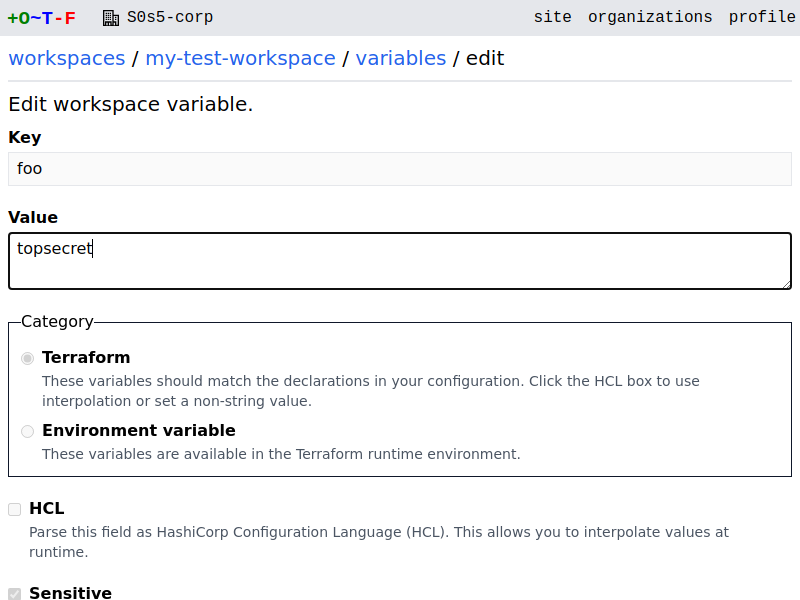 +O~T-F S0s5-corp site organizations profile
workspaces / my-test-workspace / variables / edit
Edit workspace variable.
Key
foo
Value
topsecret
Category
Terraform
These variables should match the declarations in your configuration. Click the HCL box to use
interpolation or set a non-string value.
Environment variable
These variables are available in the Terraform runtime environment.
HCL
Parse this field as HashiCorp Configuration Language (HCL). This allows you to interpolate values at
runtime.
Sensitive